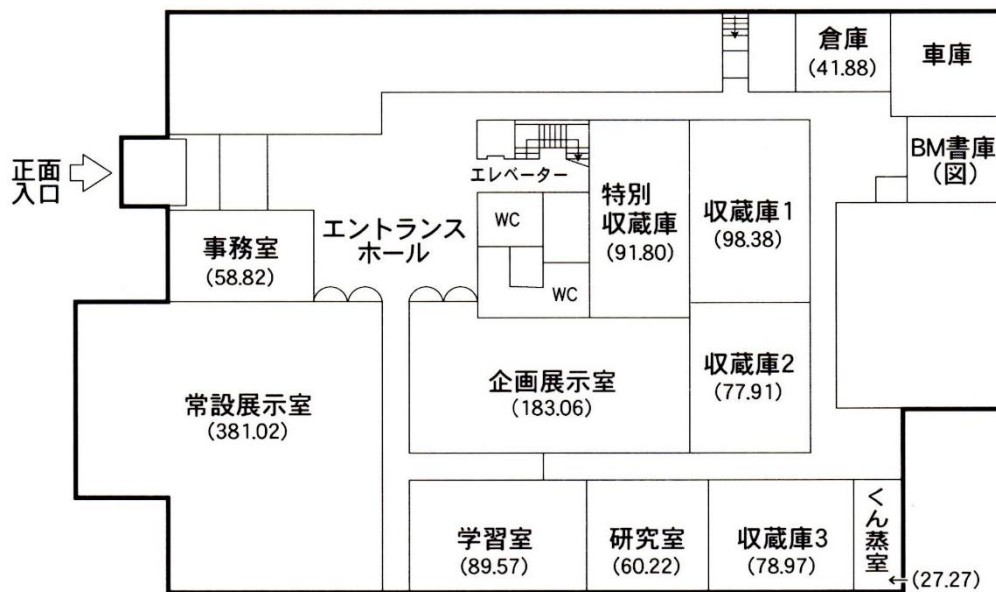 倉庫
(41.88)
車庫
正面
入口
BM書庫
(図)
エレベーター
特別
収蔵庫
(91.80)
収蔵庫1
(98.38)
WC
エントランス
ホール
事務室
(58.82)
WC
常設展示室
(381.02)
企画展示室
(183.06)
収蔵庫2
(77.91)
学習室
(89.57)
研究室
(60.22)
収蔵庫3
(78.97)
くん蒸室
←(27.27)